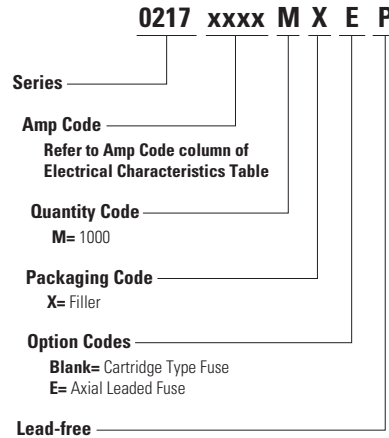 0217 xxxx M X E P
Series
Amp Code
Refer to Amp Code column of
Electrical Characteristics Table
Quantity Code
M= 1000
Packaging Code
X= Filler
Option Codes
Blank= Cartridge Type Fuse
E= Axial Leaded Fuse
Lead-free